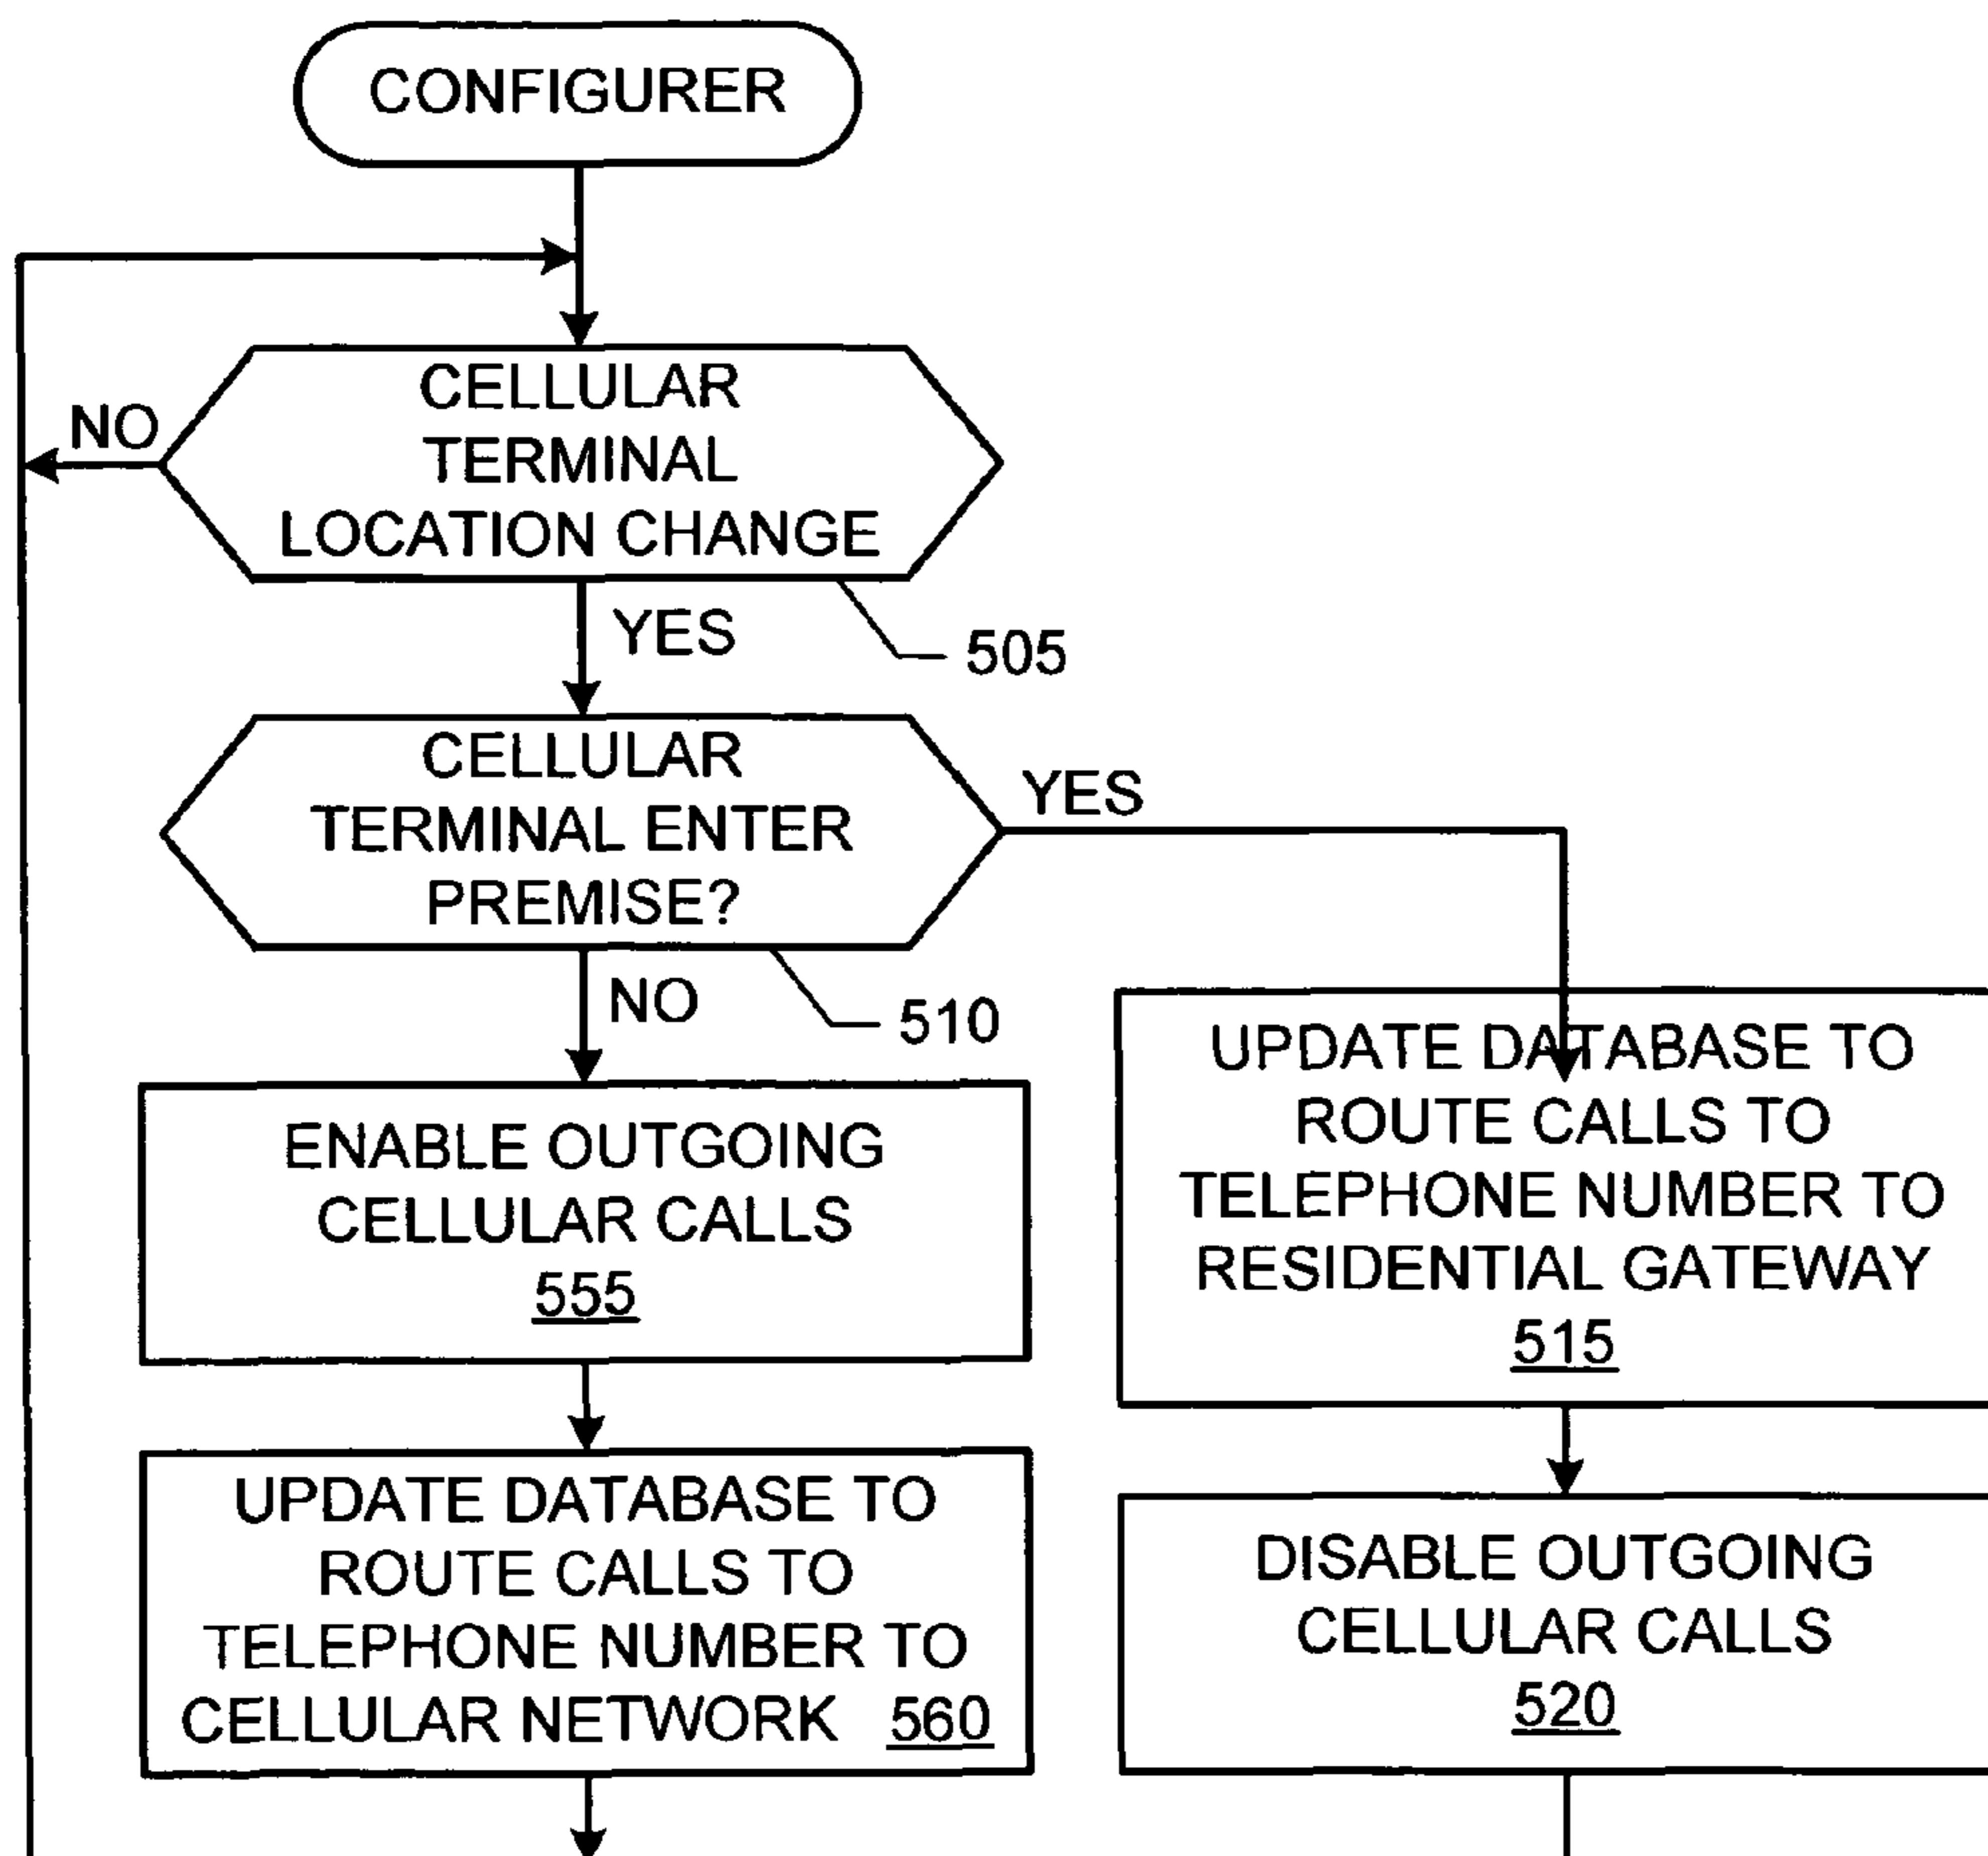 CONFIGURER
CELLULAR
TERMINAL
LOCATION CHANGE
NO
YES
505
CELLULAR
TERMINAL ENTER
PREMISE?
YES
NO
510
ENABLE OUTGOING
CELLULAR CALLS
555
UPDATE DATABASE TO
ROUTE CALLS TO
TELEPHONE NUMBER TO
RESIDENTIAL GATEWAY
515
UPDATE DATABASE TO
ROUTE CALLS TO
TELEPHONE NUMBER TO
CELLULAR NETWORK 560
DISABLE OUTGOING
CELLULAR CALLS
520